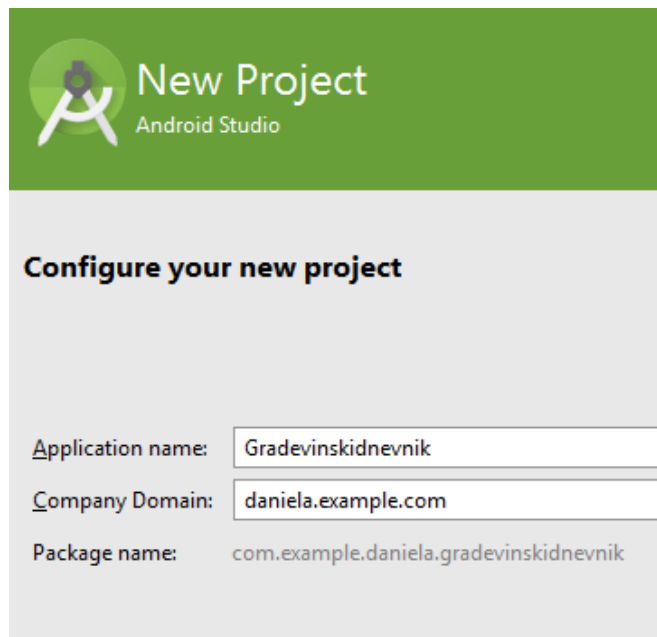 New Project
Android Studio
Configure your new project
Application name: Gradevinskidnevnik
Company Domain: daniela.example.com
Package name: com.example.daniela.gradevinskidnevnik